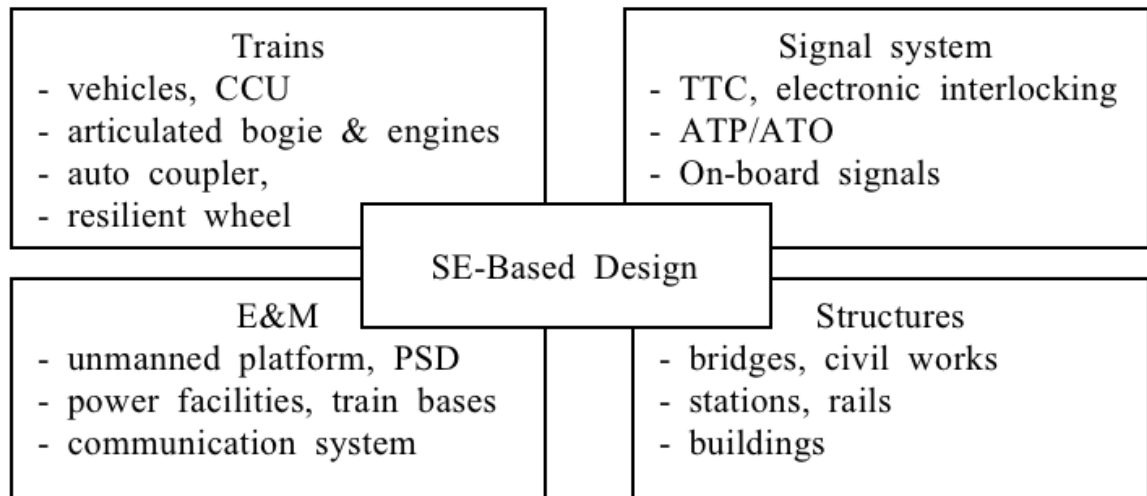 Trains
- vehicles, CCU
- articulated bogie & engines
- auto coupler,
- resilient wheel
Signal system
- TTC, electronic interlocking
- ATP/ATO
- On-board signals
SE-Based Design
E&M
- unmanned platform, PSD
- power facilities, train bases
- communication system
Structures
- bridges, civil works
- stations, rails
- buildings